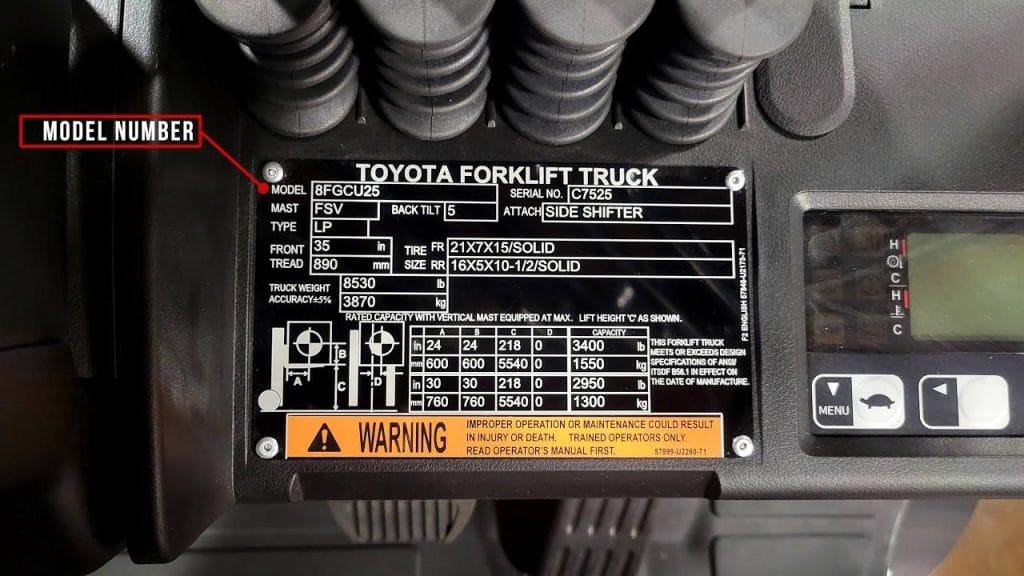 MODEL NUMBER
TOYOTA FORKLIFT TRUCK
MODEL 8FGCU25 SERIAL NO. C7525
MAST FSV BACK TILT 5 ATTACH SIDE SHIFTER
TYPE LP
FRONT TREAD 35 in TIRE SIZE FR 21X7X15/SOLID
890 mm RR 16X5X10-1/2/SOLID
TRUCK WEIGHT 8530 lb
ACCURACY±5% 3870 kg
RATED CAPACITY WITH VERTICAL MAST EQUIPPED AT MAX. LIFT HEIGHT 'C' AS SHOWN.
A B C D CAPACITY
in 24 24 218 0 3400 lb
mm 600 600 5540 0 1550 kg
in 30 30 218 0 2950 lb
mm 760 760 5540 0 1300 kg
B
A
C
D
THIS FORKLIFT TRUCK
MEETS OR EXCEEDS DESIGN
SPECIFICATIONS OF ANSI/
ITSDF B56.1 IN EFFECT ON
THE DATE OF MANUFACTURE.
WARNING
IMPROPER OPERATION OR MAINTENANCE COULD RESULT
IN INJURY OR DEATH. TRAINED OPERATORS ONLY.
READ OPERATOR'S MANUAL FIRST. 57899-U2260-71
F2 ENGLISH
H
C
H
C
MENU